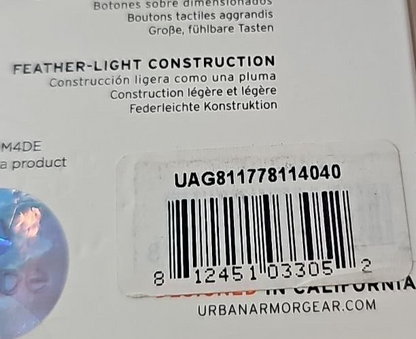 Botones sobre dimensionados
Boutons tactiles aggrandis
Große, fühlbare Tasten
FEATHER-LIGHT CONSTRUCTION
Construcción ligera como una pluma
Construction légère et légère
Federleichte Konstruktion
M4DE
a product
UAG811778114040
8 12451 03305 2
DESIGNED IN CALIFORNIA
URBANARMORGEAR.COM